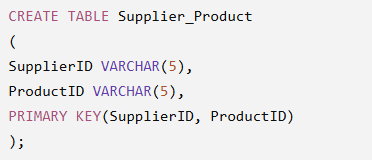 CREATE TABLE Supplier_Product
(
SupplierID VARCHAR(5),
ProductID VARCHAR(5),
PRIMARY KEY(SupplierID, ProductID)
);